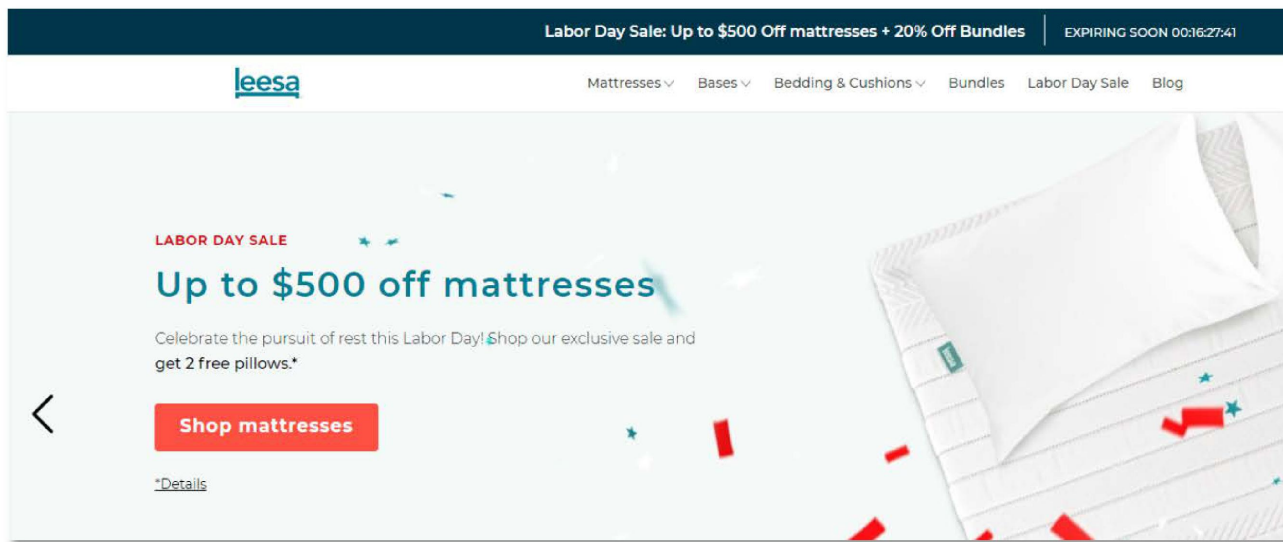 Labor Day Sale: Up to $500 Off mattresses + 20% Off Bundles EXPIRING SOON 00:16:27:41
leesa Mattresses Bases Bedding & Cushions Bundles Labor Day Sale Blog
LABOR DAY SALE
Up to $500 off mattresses
Celebrate the pursuit of rest this Labor Day! Shop our exclusive sale and
get 2 free pillows.*
Shop mattresses
*Details
leesa